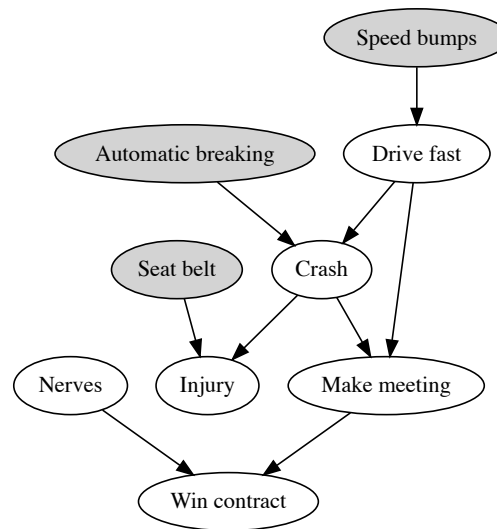 Speed bumps
Automatic breaking
Drive fast
Seat belt
Crash
Nerves
Injury
Make meeting
Win contract